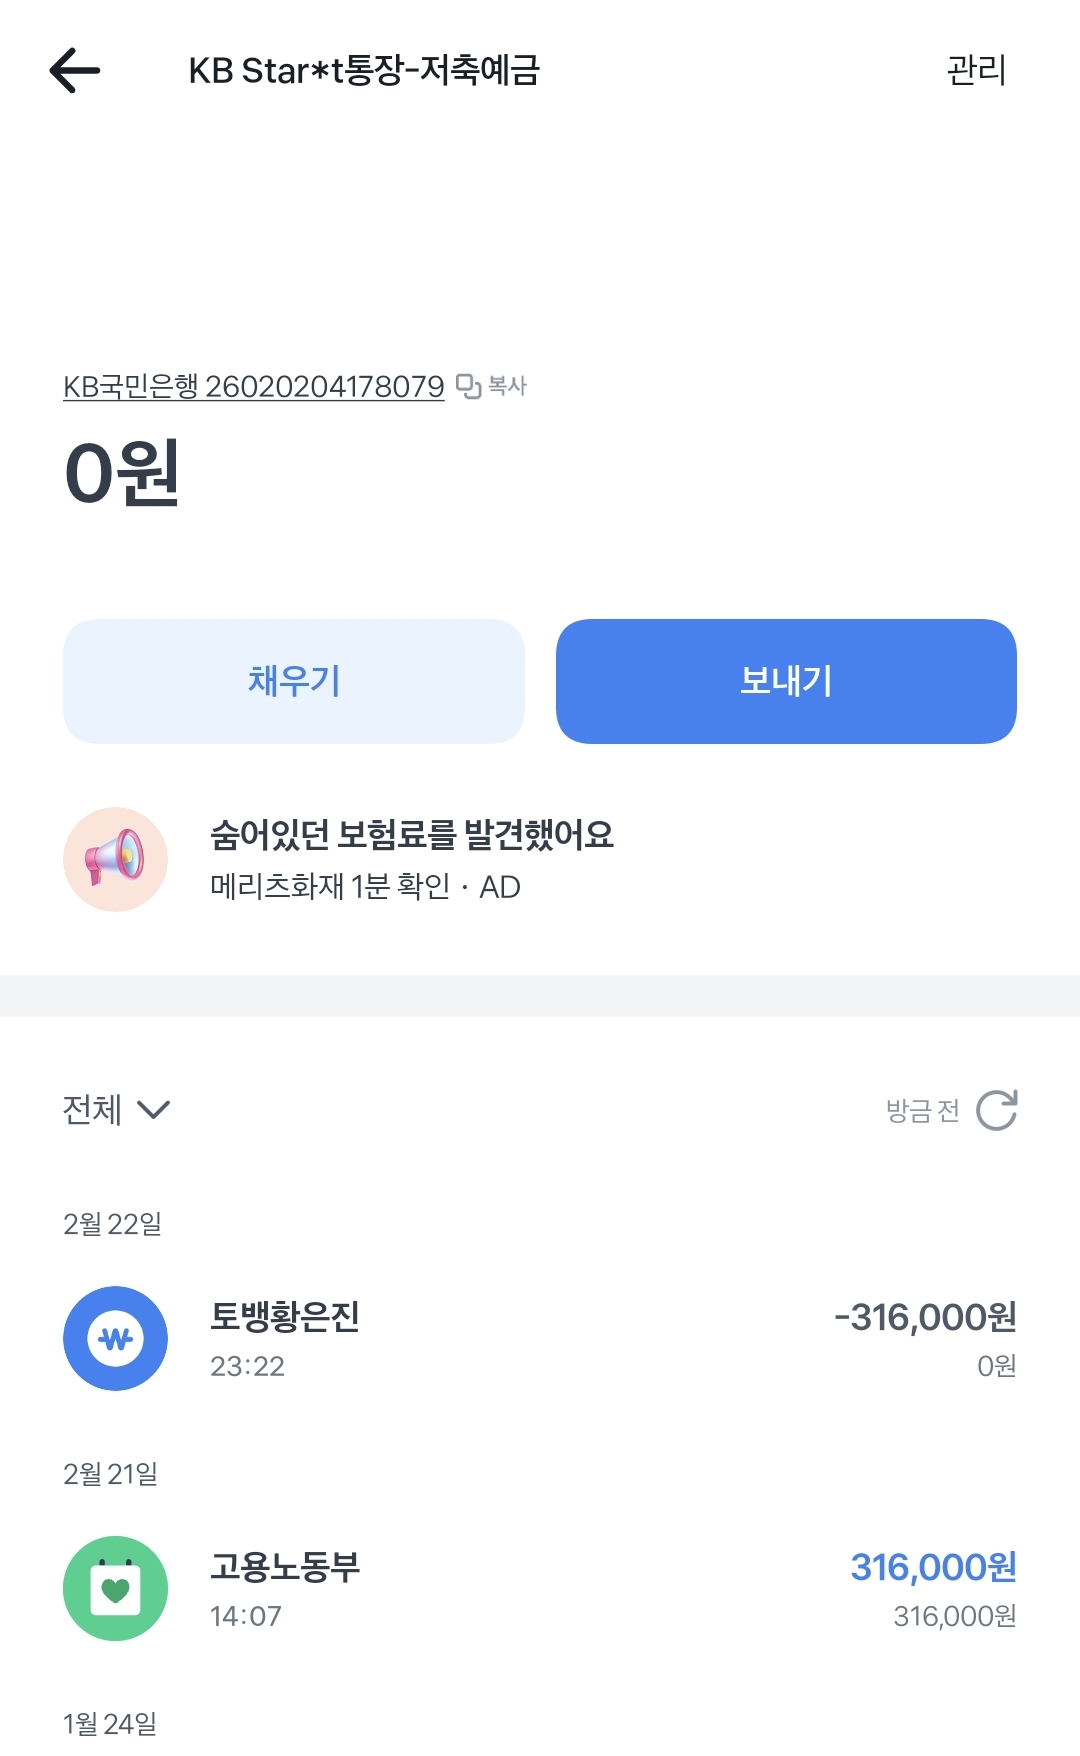 KB Star*t통장-저축예금
관리
KB국민은행 26020204178079 복사
0원
채우기
보내기
숨어있던 보험료를 발견했어요
메리츠화재 1분 확인 · AD
전체
방금 전
2월 22일
토뱅황은진
-316,000원
23:22
0원
2월 21일
고용노동부
316,000원
14:07
316,000원
1월 24일